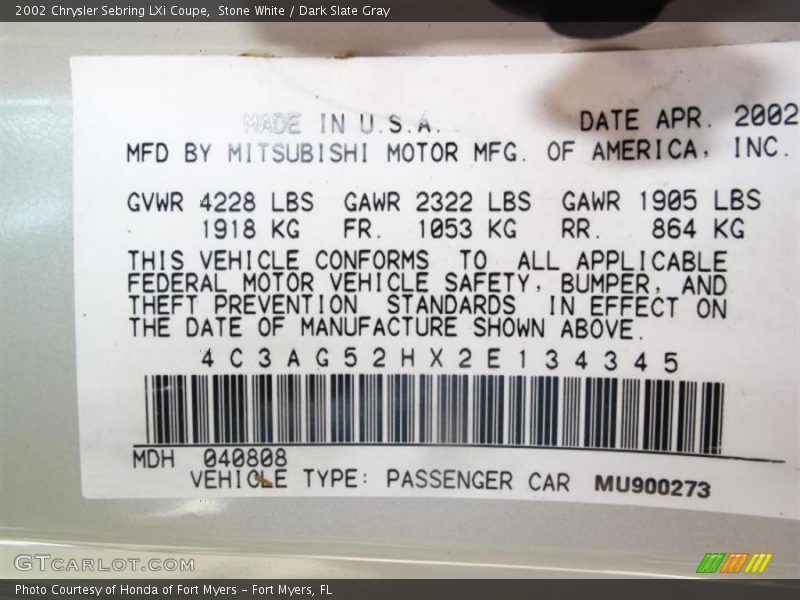 2002 Chrysler Sebring LXi Coupe, Stone White / Dark Slate Gray
MADE IN U.S.A. DATE APR. 2002
MFD BY MITSUBISHI MOTOR MFG. OF AMERICA, INC.
GVWR 4228 LBS GAWR 2322 LBS GAWR 1905 LBS
1918 KG FR. 1053 KG RR. 864 KG
THIS VEHICLE CONFORMS TO ALL APPLICABLE
FEDERAL MOTOR VEHICLE SAFETY, BUMPER, AND
THEFT PREVENTION STANDARDS IN EFFECT ON
THE DATE OF MANUFACTURE SHOWN ABOVE.
4C3AG52HX2E134345
MDH 040808
VEHICLE TYPE: PASSENGER CAR MU900273
GTCARLOT.COM
Photo Courtesy of Honda of Fort Myers - Fort Myers, FL